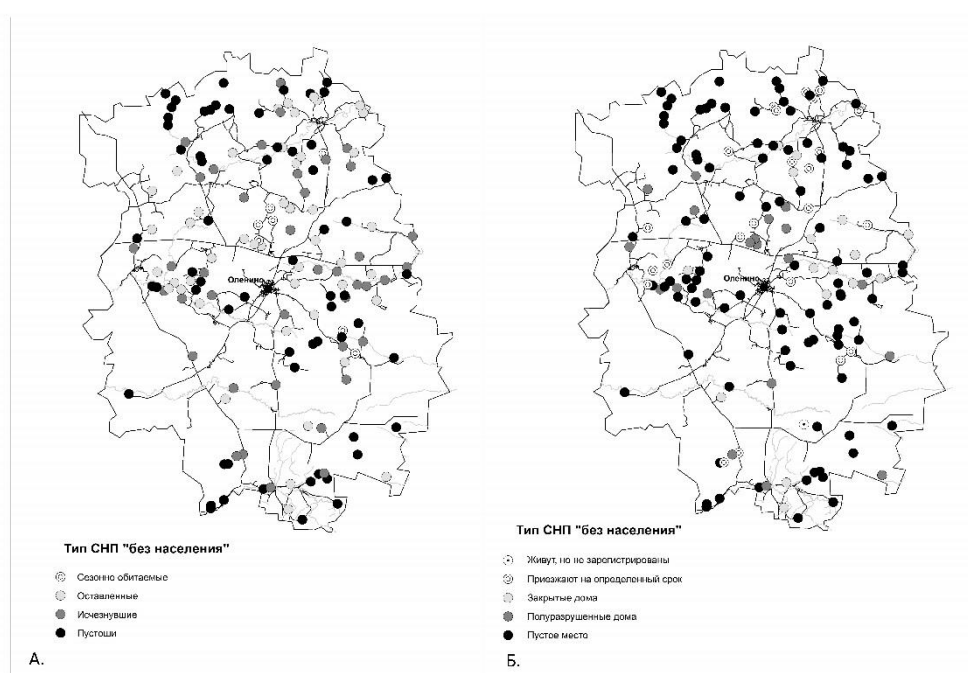 Оленино
Тип СНП "без населения"
Сезонно обитаемые
Оставленные
Исчезнувшие
Пустоши
А.
Оленино
Тип СНП "без населения"
Живут, но не зарегистрированы
Приезжают на определенный срок
Закрытые дома
Полуразрушенные дома
Пустое место
Б.